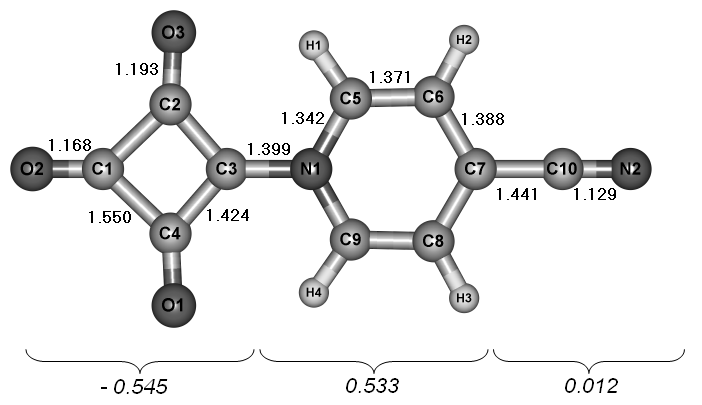 O3
H1
H2
1.193
1.371
C2
C5
C6
1.342
1.388
1.168
1.399
O2
C1
C3
N1
C7
C10
N2
1.441
1.129
1.550
1.424
C4
C9
C8
O1
H4
H3
- 0.545
0.533
0.012